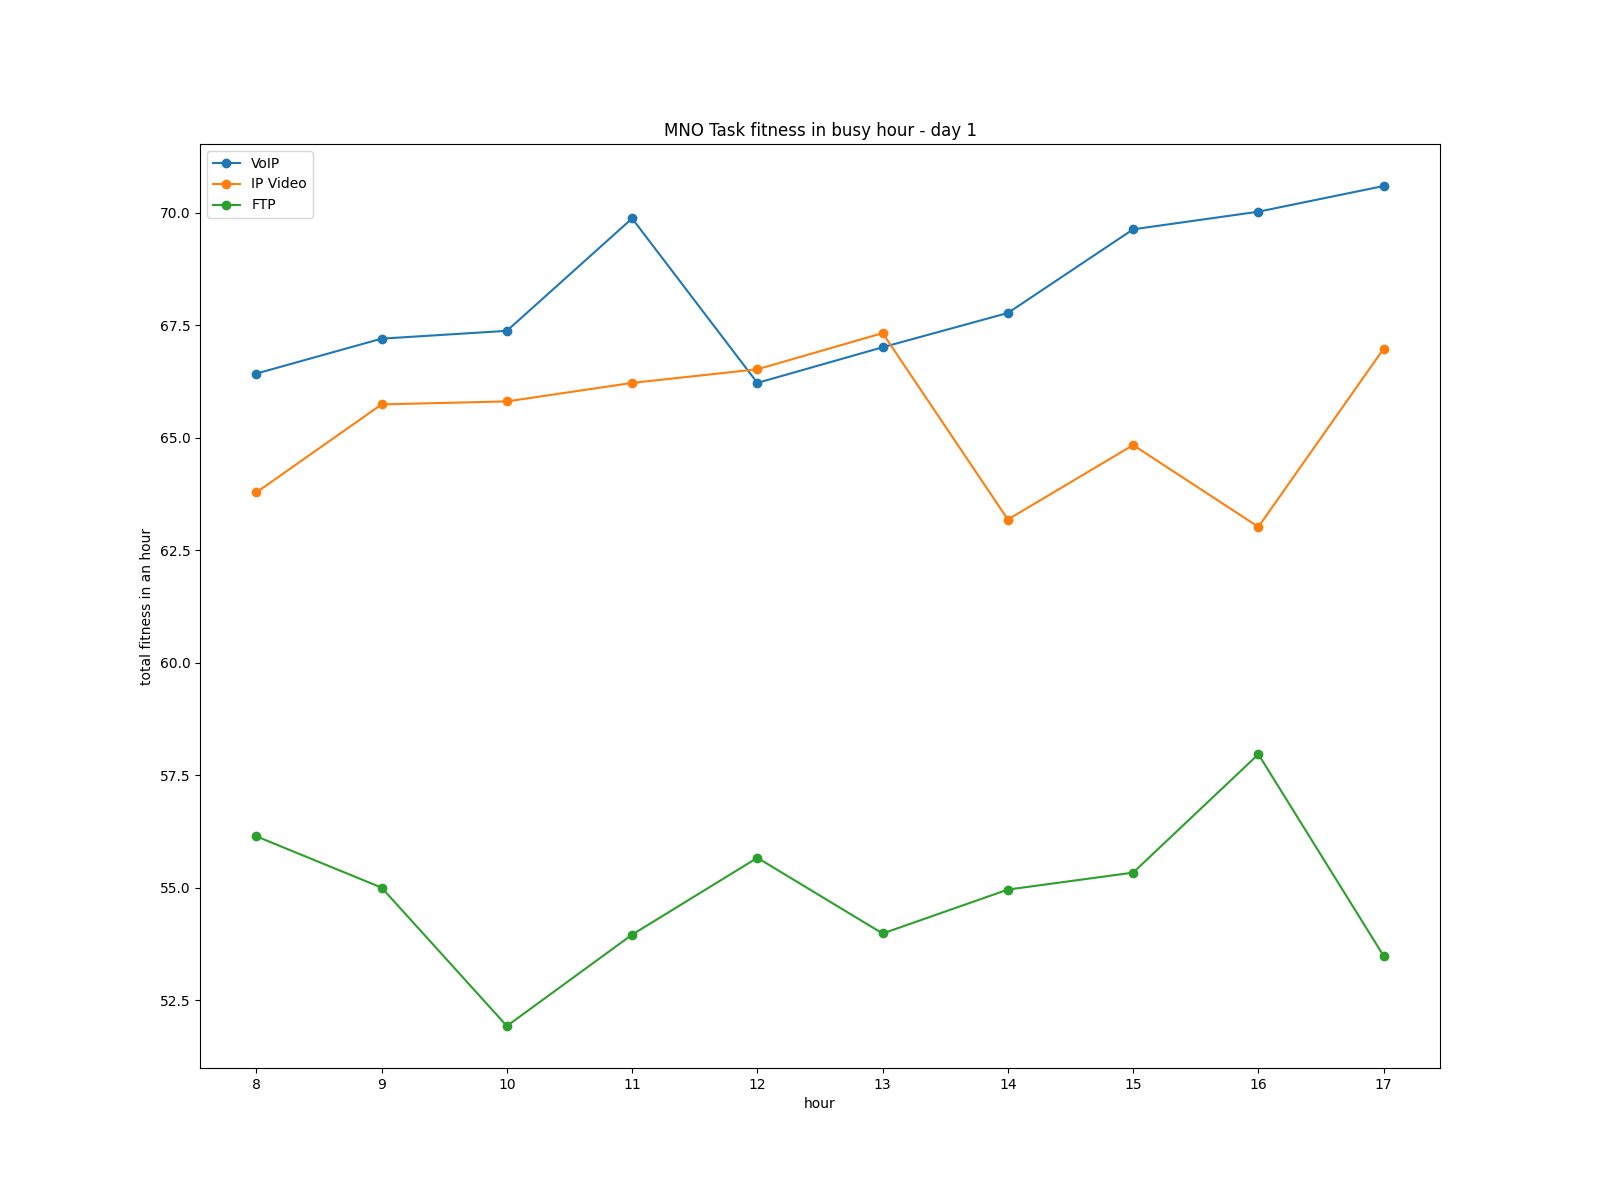 MNO Task fitness in busy hour - day 1
VoIP
IP Video
FTP
total fitness in an hour
70.0
67.5
65.0
62.5
60.0
57.5
55.0
52.5
8 9 10 11 12 13 14 15 16 17
hour